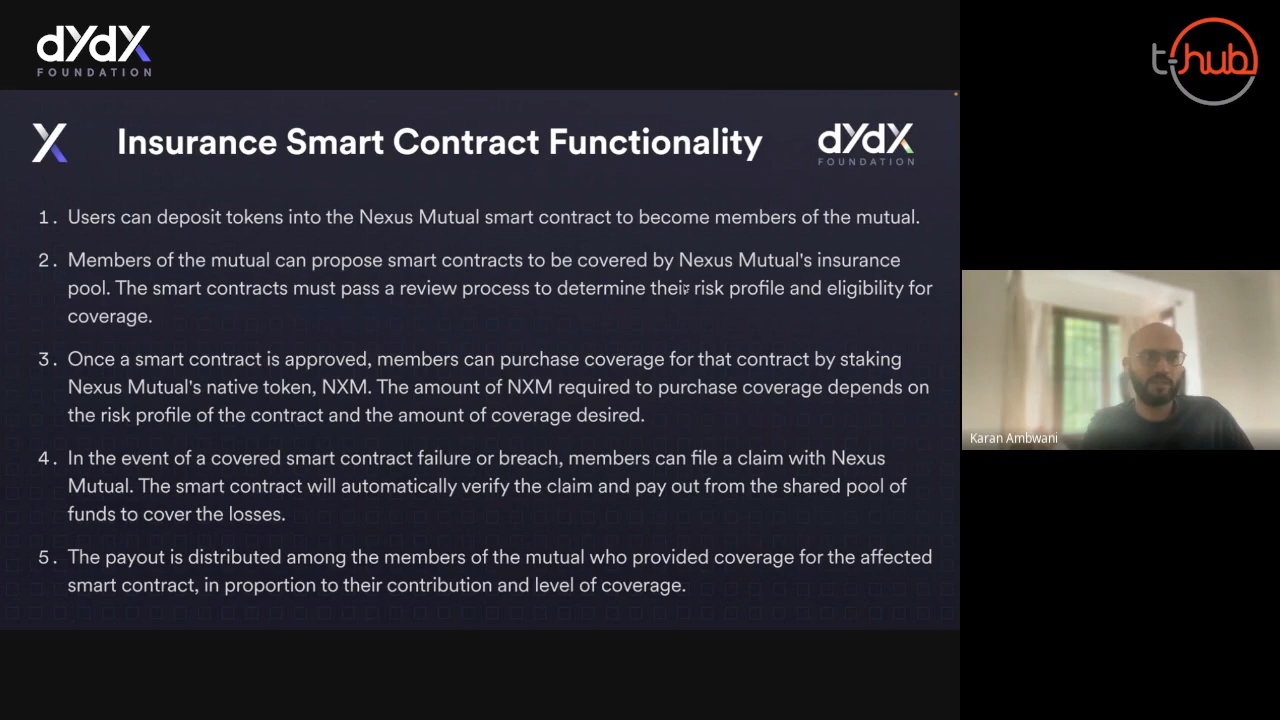 dYdX
FOUNDATION
t-hub
X
Insurance Smart Contract Functionality
dYdX
FOUNDATION
1. Users can deposit tokens into the Nexus Mutual smart contract to become members of the mutual.
2. Members of the mutual can propose smart contracts to be covered by Nexus Mutual's insurance
pool. The smart contracts must pass a review process to determine their risk profile and eligibility for
coverage.
3. Once a smart contract is approved, members can purchase coverage for that contract by staking
Nexus Mutual's native token, NXM. The amount of NXM required to purchase coverage depends on
the risk profile of the contract and the amount of coverage desired.
4. In the event of a covered smart contract failure or breach, members can file a claim with Nexus
Mutual. The smart contract will automatically verify the claim and pay out from the shared pool of
funds to cover the losses.
5. The payout is distributed among the members of the mutual who provided coverage for the affected
smart contract, in proportion to their contribution and level of coverage.
Karan Ambwani